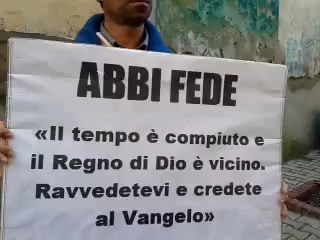 ABBI FEDE
«Il tempo è compiuto e
il Regno di Dio è vicino.
Ravvedetevi e credete
al Vangelo»